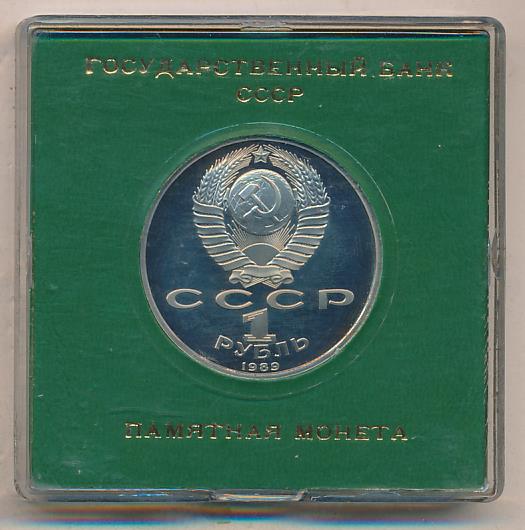 ГОСУДАРСТВЕННЫЙ БАНК
СССР
СССР
1
РУБЛЬ
1989
ПАМЯТНАЯ МОНЕТА